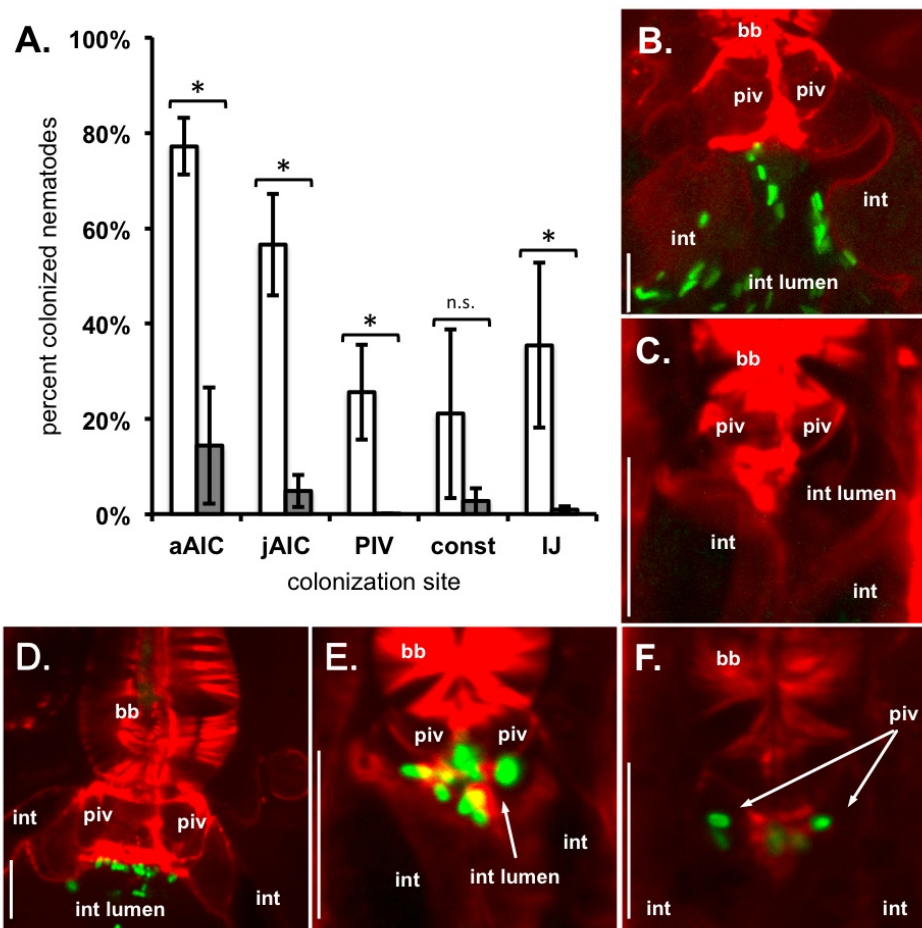 A.
100%
80%
60%
40%
20%
0%
percent colonized nematodes
*
*
*
n.s.
*
aAIC
jAIC
PIV
const
IJ
colonization site
B.
bb
piv
piv
int
int
int lumen
C.
bb
piv
piv
int lumen
int
int
D.
bb
int
piv
piv
int lumen
int
E.
bb
piv
piv
int
int
int lumen
F.
bb
piv
int
int